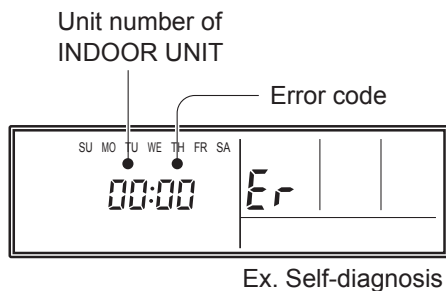 Unit number of
INDOOR UNIT
Error code
SU MO TU WE TH FR SA
00:00
Er
Ex. Self-diagnosis